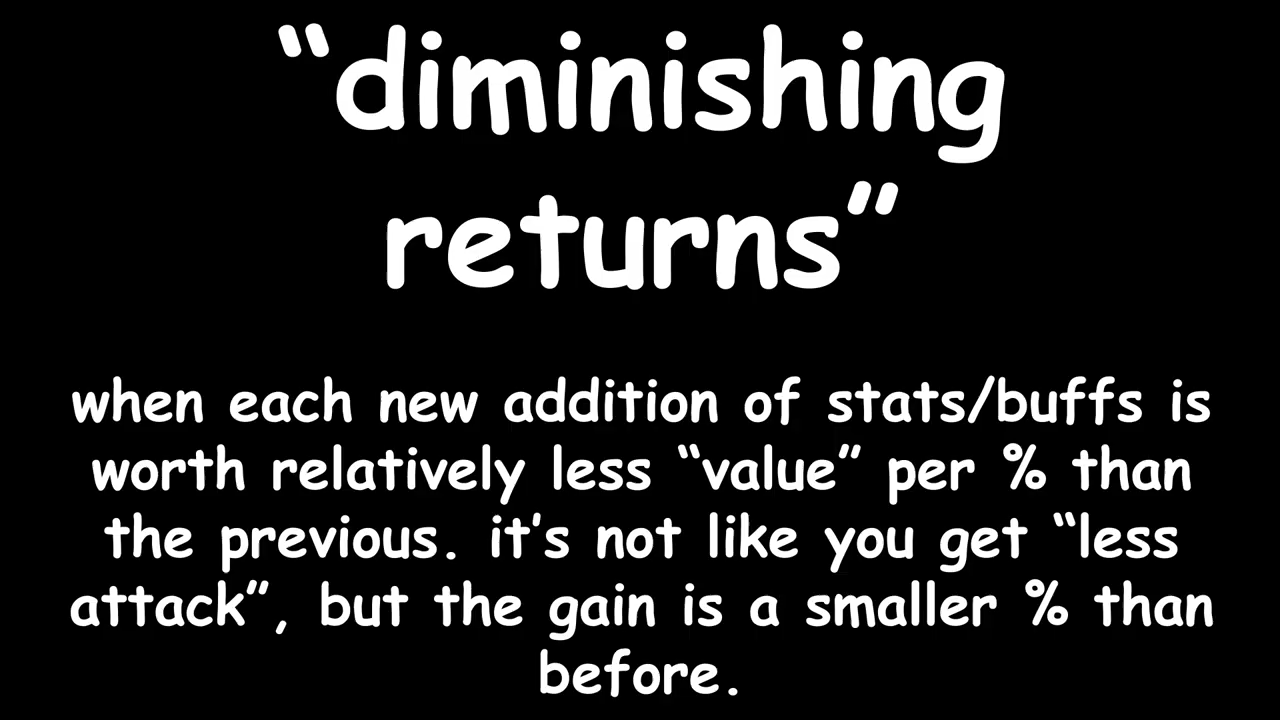 “diminishing
returns”
when each new addition of stats/buffs is
worth relatively less “value” per % than
the previous. it’s not like you get “less
attack”, but the gain is a smaller % than
before.